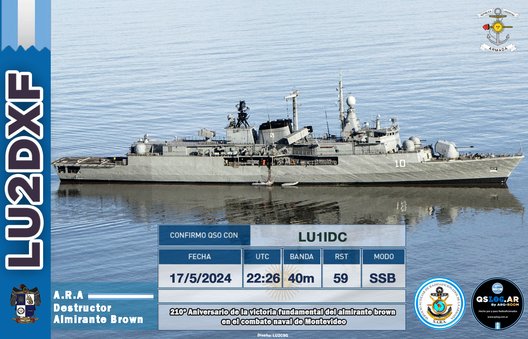 LU2DXF
ARMADA
10
CONFIRMO QSO CON
LU1IDC
FECHA
UTC
BANDA
RST
MODO
17/5/2024
22:26
40m
59
SSB
A.R.A
Destructor
Almirante Brown
210° Aniversario de la victoria fundamental del almirante brown
en el combate naval de Montevideo
QSLOG.AR